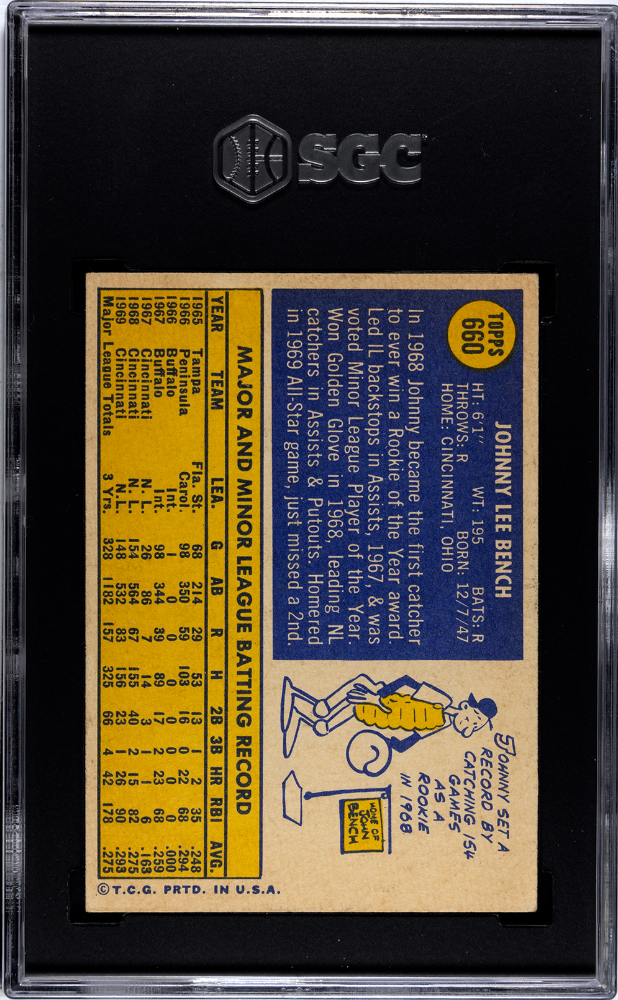 SGC
TOPPS
660
JOHNNY LEE BENCH
HT: 6'1" WT: 195 BATS: R
THROWS: R BORN: 12/7/47
HOME: CINCINNATI, OHIO
In 1968 Johnny became the first catcher
to ever win a Rookie of the Year award.
Led IL backstops in Assists, 1967, & was
voted Minor League Player of the Year.
Won Golden Glove in 1968, leading NL
catchers in Assists & Putouts. Homered
in 1969 All-Star game, just missed a 2nd.
JOHNNY SET A
RECORD BY
CATCHING 154
GAMES
AS A
ROOKIE
IN 1968
HOME OF
JOHN
BENCH
MAJOR AND MINOR LEAGUE BATTING RECORD
YEAR TEAM LEA. G AB R H 2B 3B HR RBI AVG.
1965 Tampa Fla. St. 68 214 29 53 13 1 2 35 .248
1966 Peninsula Carol. 98 350 59 103 16 0 22 68 .294
1966 Buffalo Int. 1 0 0 0 0 0 0 0 .000
1967 Buffalo Int. 98 344 39 89 17 2 23 68 .259
1967 Cincinnati N. L. 26 86 7 14 3 1 1 6 .163
1968 Cincinnati N. A. 154 564 67 155 40 2 15 82 .275
1969 Cincinnati N.L. 148 532 83 156 23 1 26 90 .293
Major League Totals 3 Yrs. 328 1182 157 325 66 4 42 178 .275
©T.C.G. PRTD. IN U.S.A.